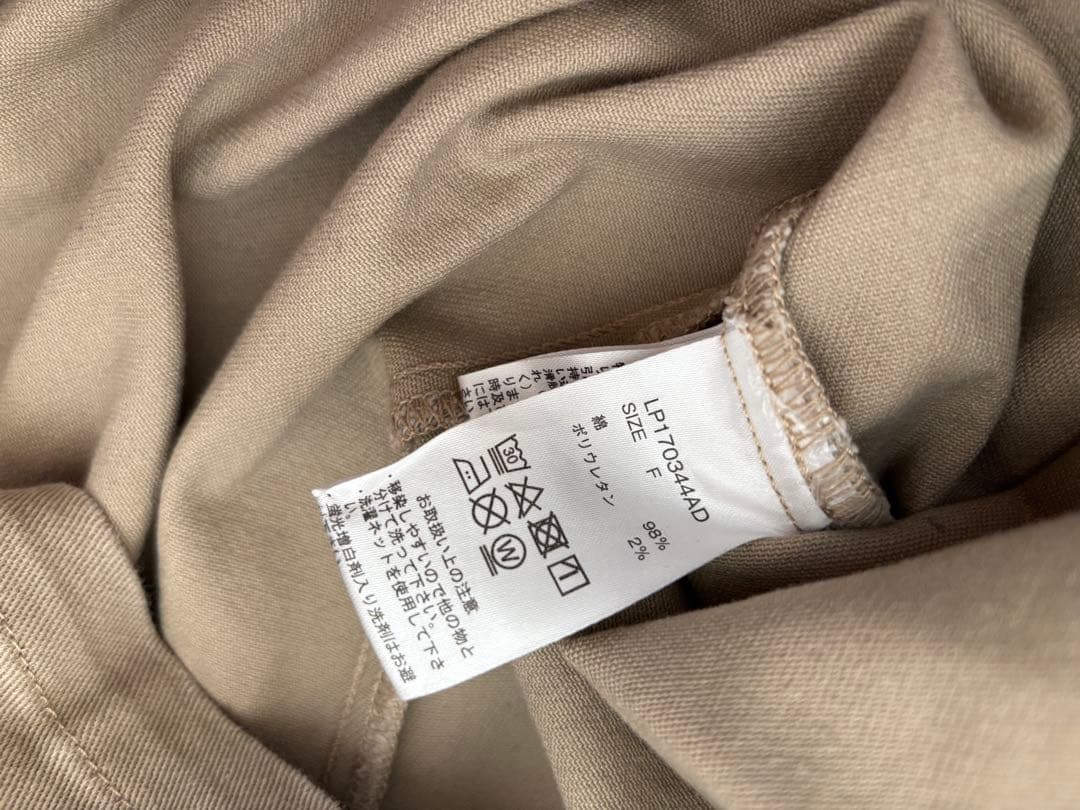 LP170344AD
SIZE F
綿 98%
ポリウレタン 2%
30
W
お取扱い上の注意
・移染しやすいので他の物と
分けて洗って下さい。
・洗濯ネットを使用して下さ
い。
・蛍光増白剤入り洗剤はお避